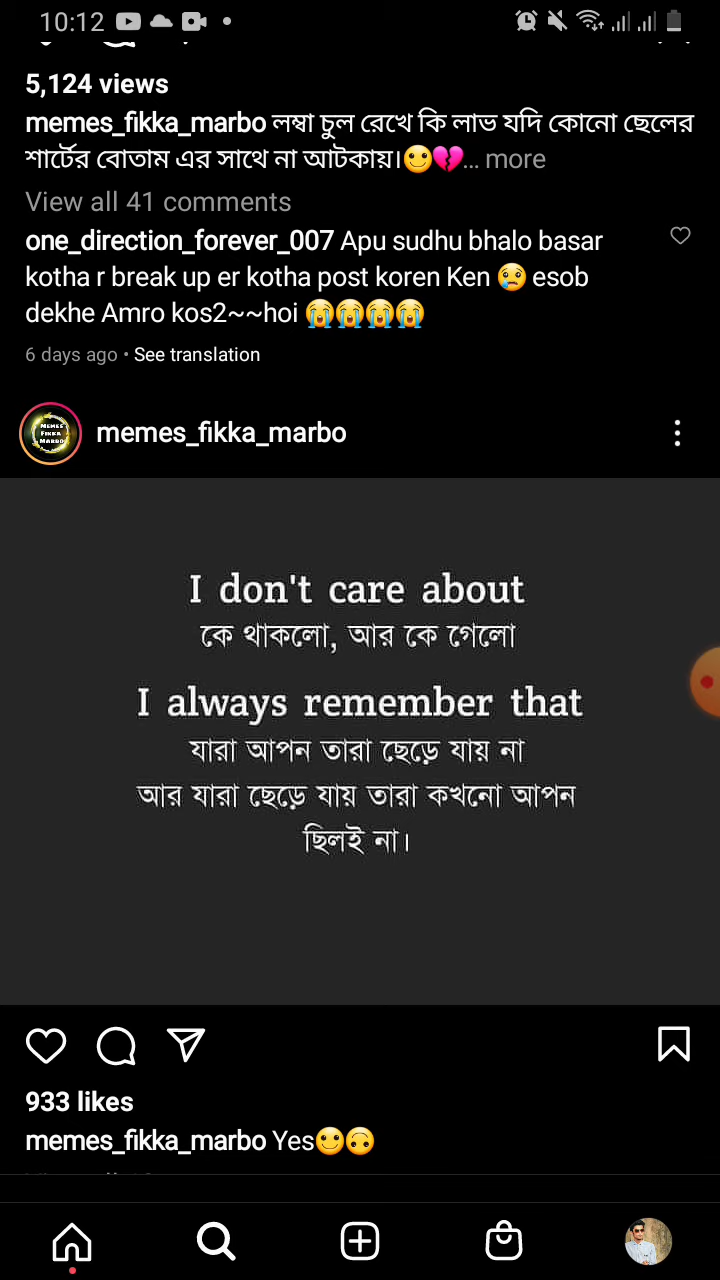 10:12
5,124 views
memes_fikka_marbo লম্বা চুল রেখে কি লাভ যদি কোনো ছেলের
শার্টের বোতাম এর সাথে না আটকায়।🙂💔... more
View all 41 comments
one_direction_forever_007 Apu sudhu bhalo basar
kotha r break up er kotha post koren Ken 😢 esob
dekhe Amro kos2~~hoi 😭😭😭😭
6 days ago • See translation
MEMES
FIKKA
MARBO
memes_fikka_marbo
I don't care about
কে থাকলো, আর কে গেলো
I always remember that
যারা আপন তারা ছেড়ে যায় না
আর যারা ছেড়ে যায় তারা কখনো আপন
ছিলই না।
933 likes
memes_fikka_marbo Yes🙂🙃